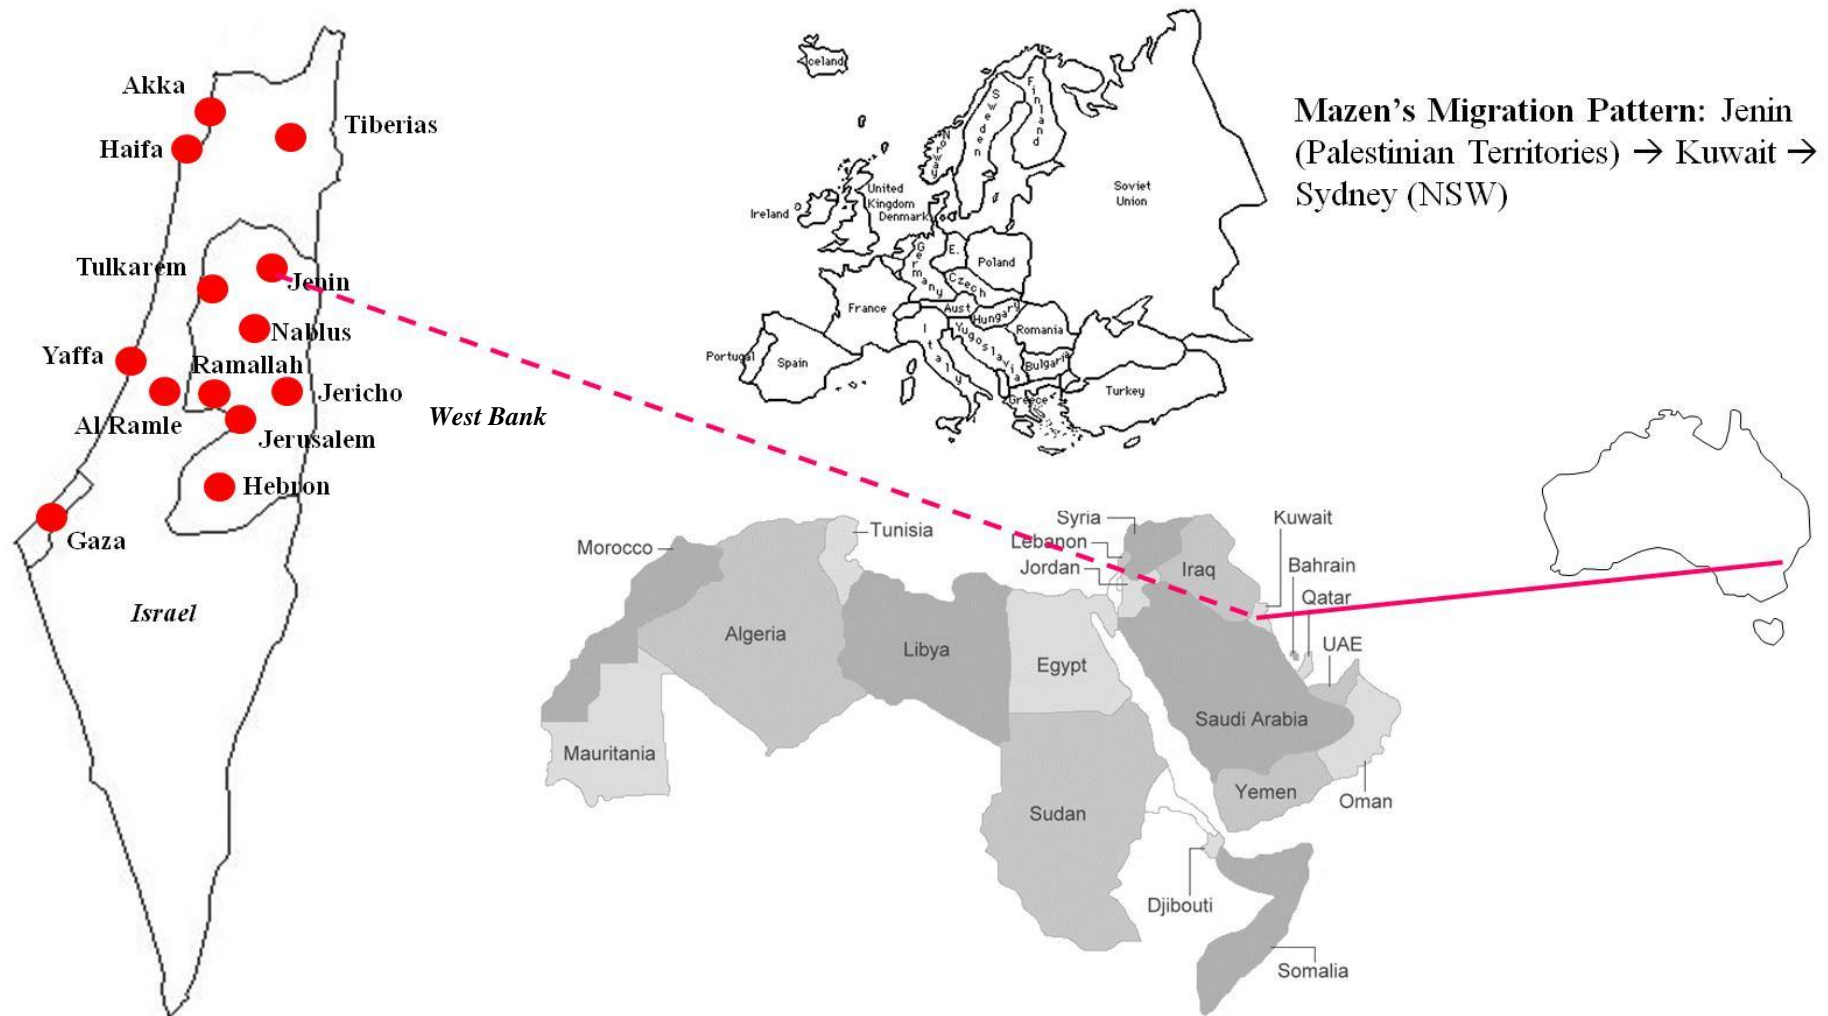 Akka
Tiberias
Haifa
Tulkarem
Jenin
Nablus
Yaffa
Ramallah
Jericho
Al Ramle
Jerusalem
West Bank
Hebron
Gaza
Israel
Iceland
Norway
Sweden
Finland
Soviet
Union
United
Kingdom
Ireland
Denmark
Germany
E.
Poland
Czech
France
Aust
Hungary
Romania
Italy
Yugoslavia
Bulgaria
Portugal
Spain
Greece
Turkey
Mazen’s Migration Pattern: Jenin
(Palestinian Territories) → Kuwait →
Sydney (NSW)
Syria
Lebanon
Jordan
Iraq
Kuwait
Bahrain
Qatar
UAE
Morocco
Tunisia
Algeria
Libya
Egypt
Saudi Arabia
Mauritania
Sudan
Yemen
Oman
Djibouti
Somalia